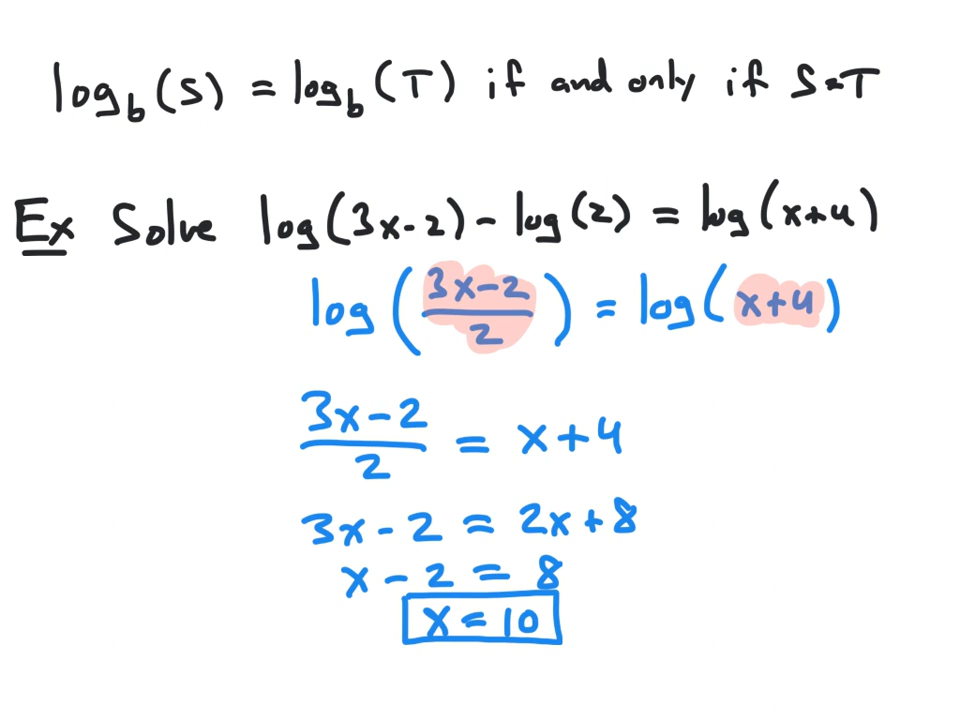 log_b(S) = log_b(T) if and only if S=T
Ex Solve log(3x-2) - log(2) = log(x+4)
log((3x-2)/2) = log(x+4)
(3x-2)/2 = x+4
3x-2 = 2x+8
x-2 = 8
x=10